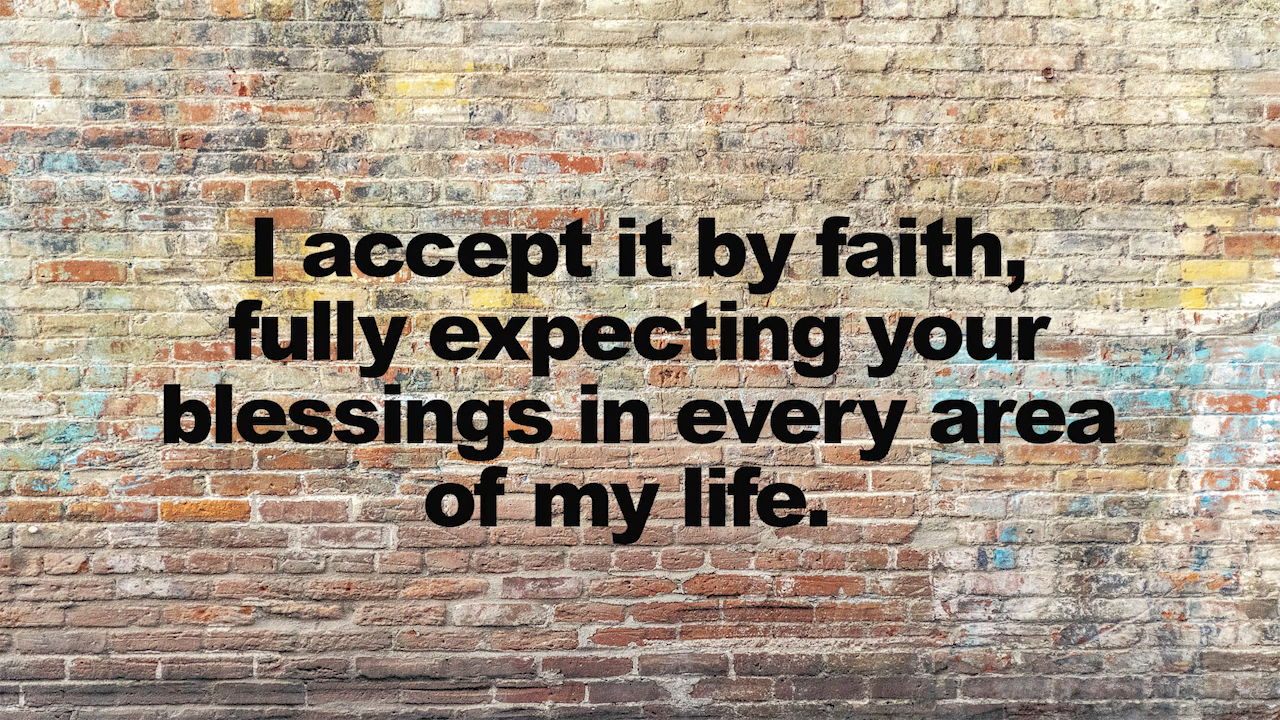 I accept it by faith,
fully expecting your
blessings in every area
of my life.